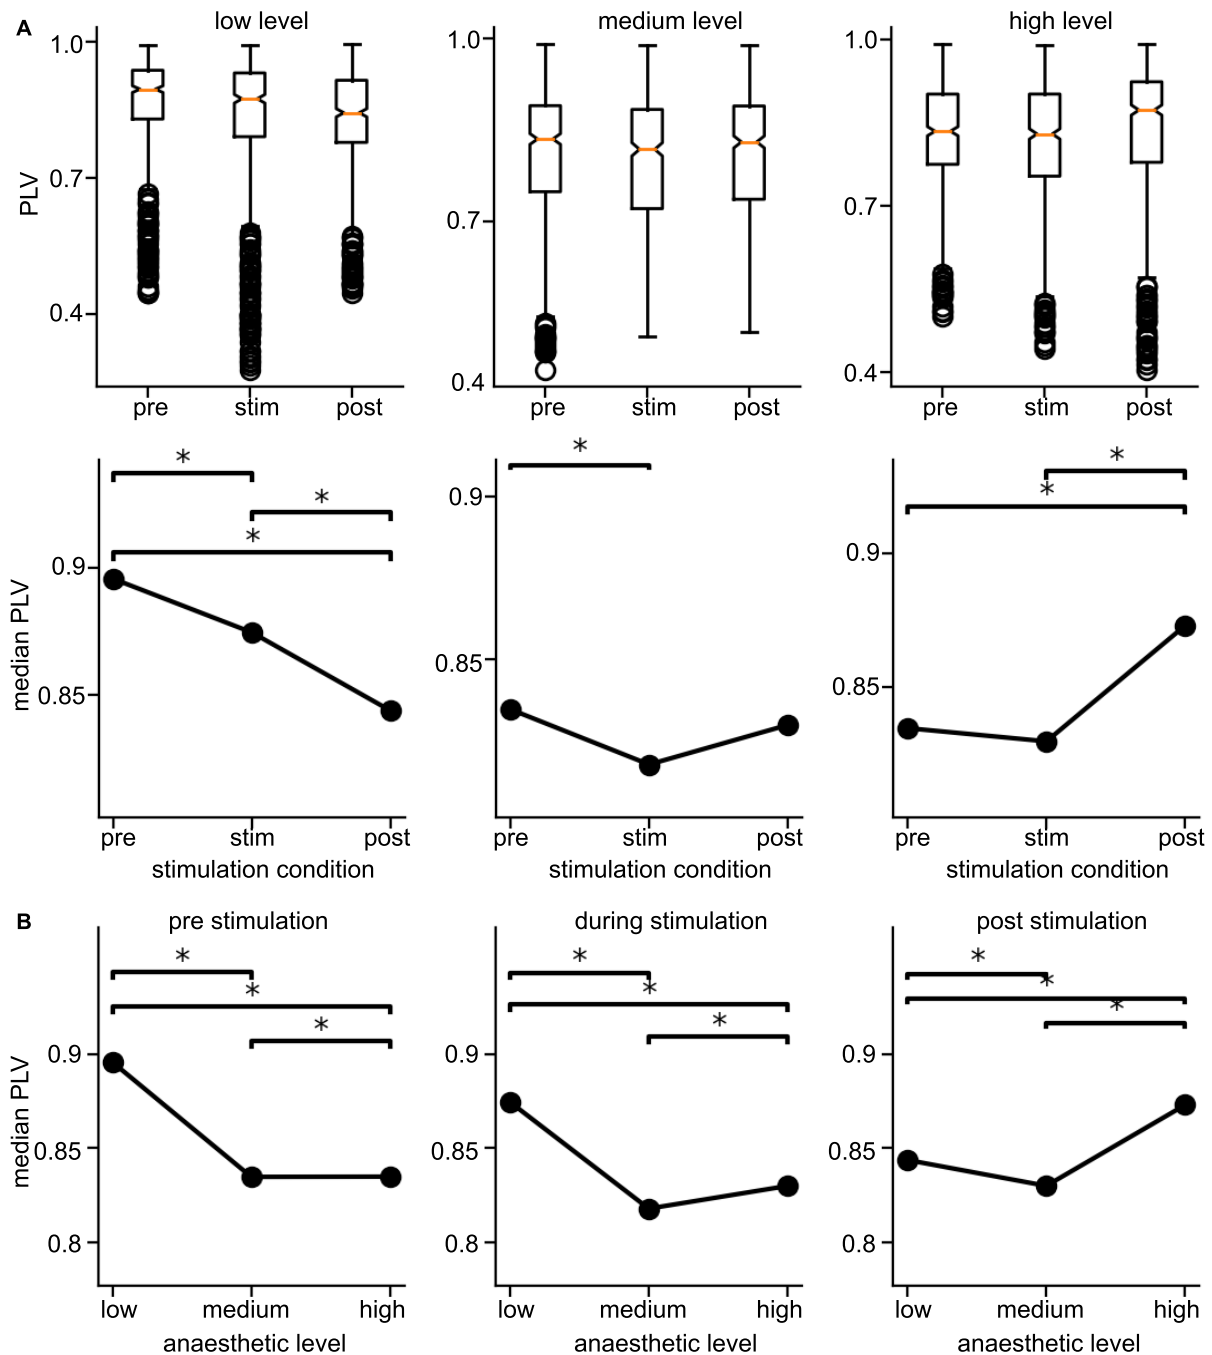 A
low level
medium level
high level
1.0
0.7
0.4
PLV
pre stim post
1.0
0.7
0.4
pre stim post
1.0
0.7
0.4
pre stim post
* * *
0.9
0.85
median PLV
pre stim post
stimulation condition
*
0.9
0.85
pre stim post
stimulation condition
* *
0.9
0.85
pre stim post
stimulation condition
B
pre stimulation
during stimulation
post stimulation
* * *
0.9
0.85
0.8
median PLV
low medium high
anaesthetic level
* * *
0.9
0.85
0.8
low medium high
anaesthetic level
* * *
0.9
0.85
0.8
low medium high
anaesthetic level